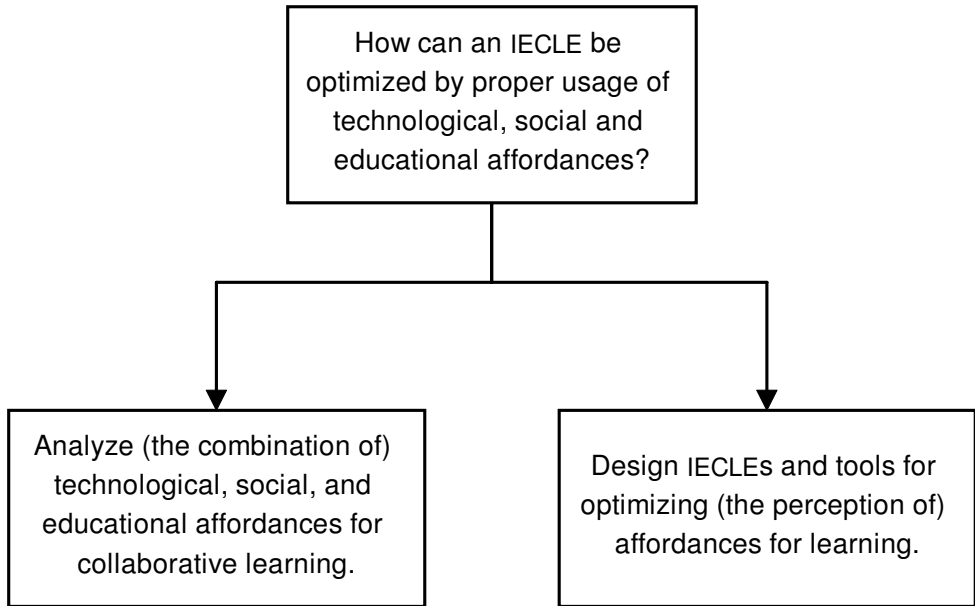 How can an IECLE be
optimized by proper usage of
technological, social and
educational affordances?
Analyze (the combination of)
technological, social, and
educational affordances for
collaborative learning.
Design IECLEs and tools for
optimizing (the perception of)
affordances for learning.